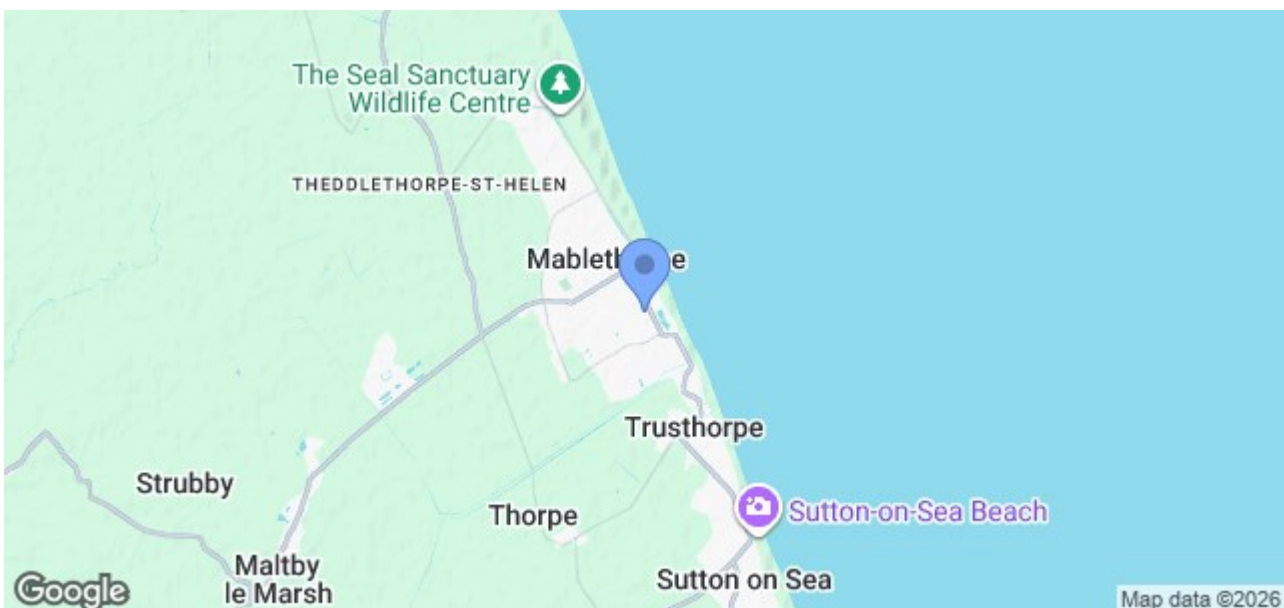 The Seal Sanctuary
Wildlife Centre
THEDDLETHORPE-ST-HELEN
Trusthorpe
Strubby
Sutton-on-Sea Beach
Thorpe
Maltby
le Marsh
Sutton on Sea
Google
Map data ©2026